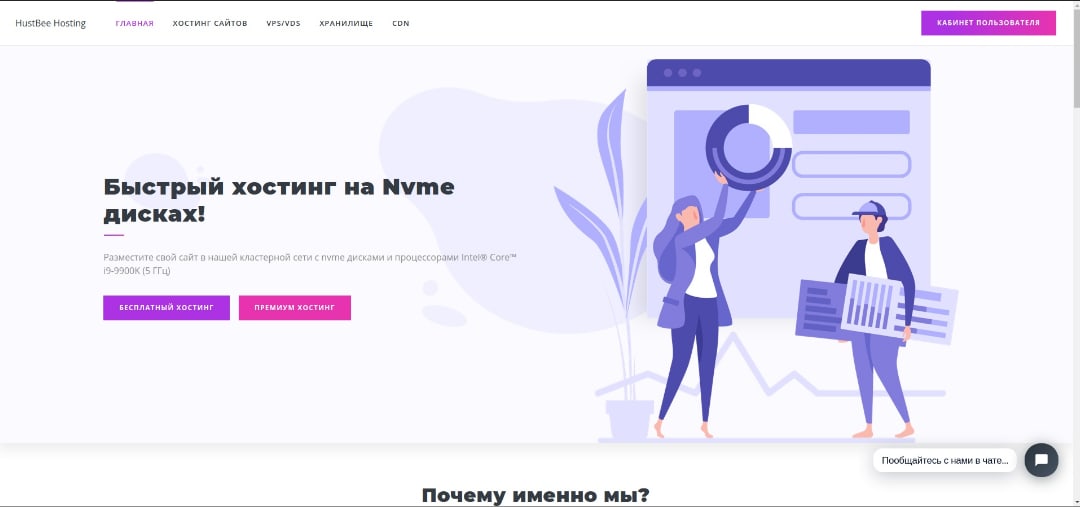 HustBee Hosting
ГЛАВНАЯ
ХОСТИНГ САЙТОВ
VPS/VDS
ХРАНИЛИЩЕ
CDN
КАБИНЕТ ПОЛЬЗОВАТЕЛЯ
Быстрый хостинг на Nvme
дисках!
Разместите свой сайт в нашей кластерной сети с nvme дисками и процессорами Intel® Core™
i9-9900K (5 ГГц)
БЕСПЛАТНЫЙ ХОСТИНГ
ПРЕМИУМ ХОСТИНГ
Пообщайтесь с нами в чате...
Почему именно мы?